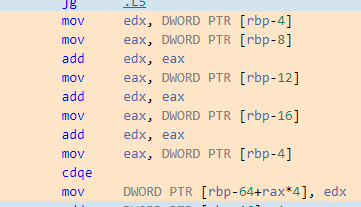 jg .L5
mov edx, DWORD PTR [rbp-4]
mov eax, DWORD PTR [rbp-8]
add edx, eax
mov eax, DWORD PTR [rbp-12]
add edx, eax
mov eax, DWORD PTR [rbp-16]
add edx, eax
mov eax, DWORD PTR [rbp-4]
cdqe
mov DWORD PTR [rbp-64+rax*4], edx